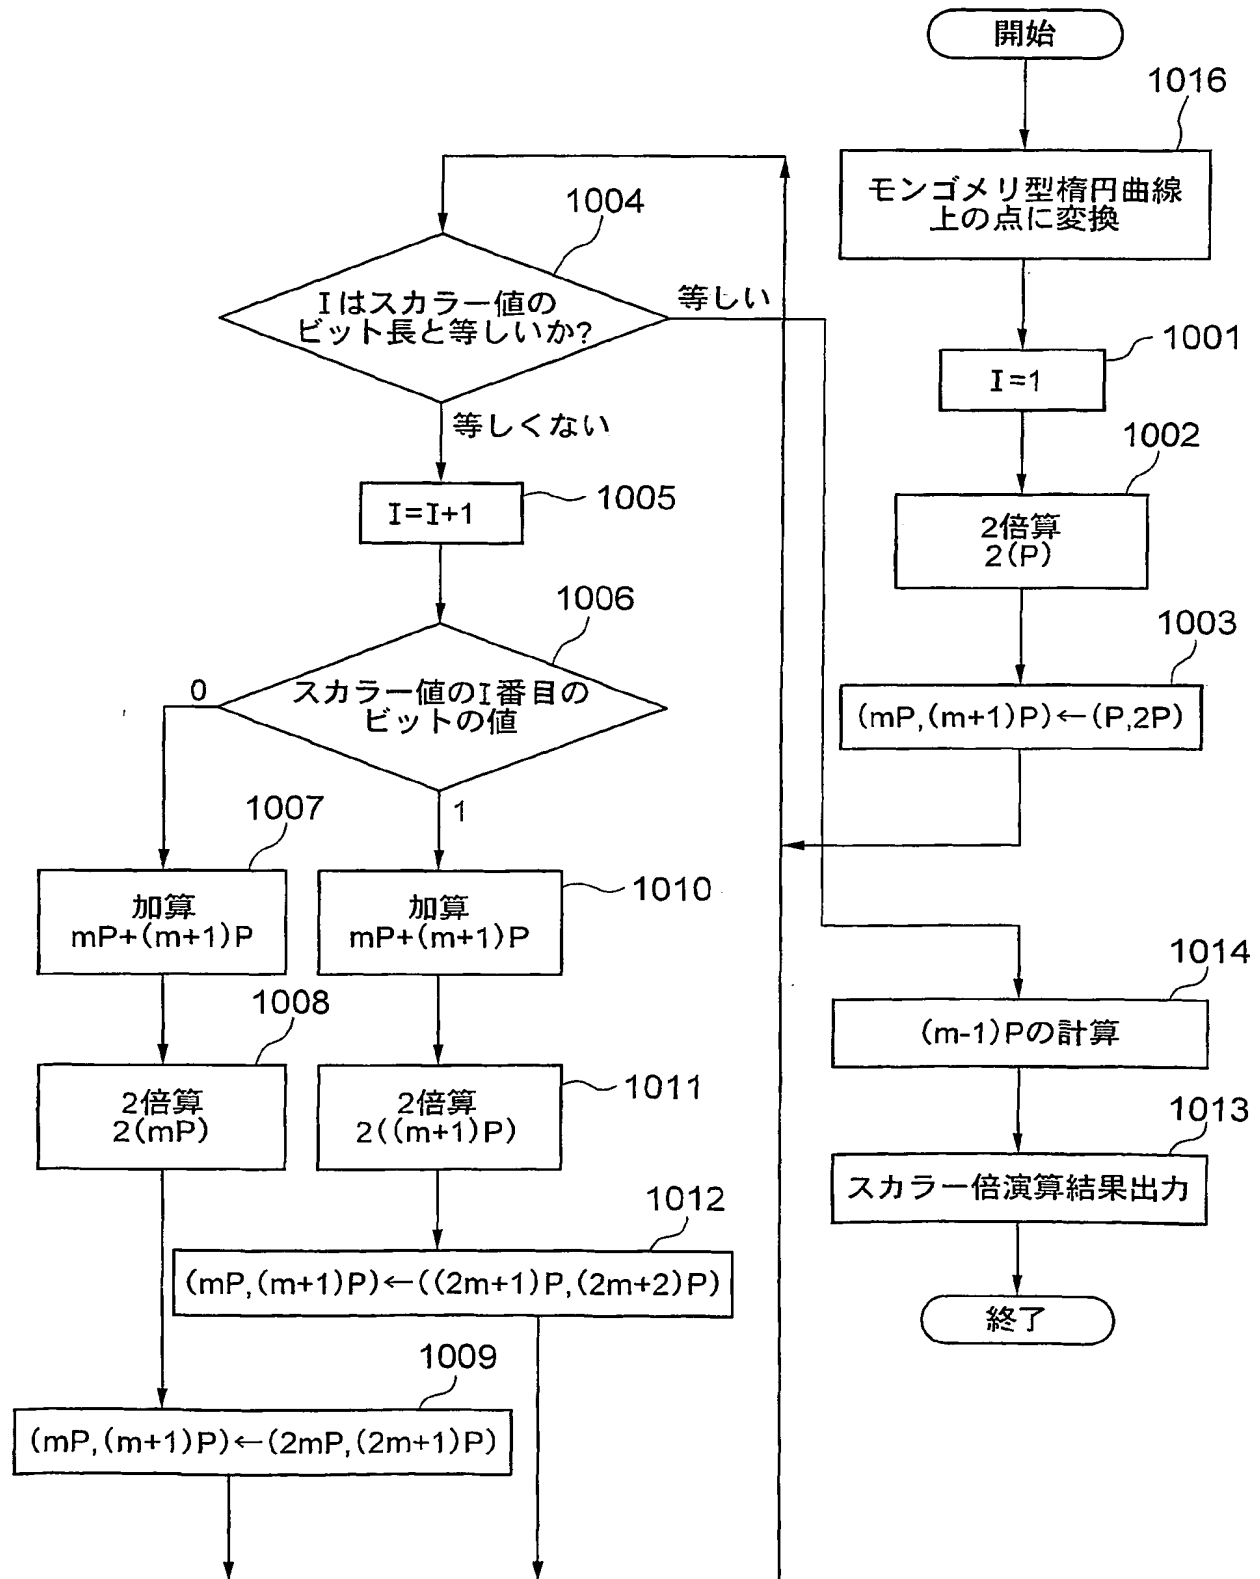 開始
1016
モンゴメリ型楕円曲線
上の点に変換
1001
I=1
1002
2倍算
2(P)
1003
(mP,(m+1)P)←(P,2P)
1004
Iはスカラー値の
ビット長と等しいか?
等しい
等しくない
I=I+1
1005
1006
スカラー値のI番目の
ビットの値
0
1
1007
加算
mP+(m+1)P
1010
加算
mP+(m+1)P
1008
2倍算
2(mP)
1011
2倍算
2((m+1)P)
1012
(mP,(m+1)P)←((2m+1)P,(2m+2)P)
1009
(mP,(m+1)P)←(2mP,(2m+1)P)
1014
(m-1)Pの計算
1013
スカラー倍演算結果出力
終了